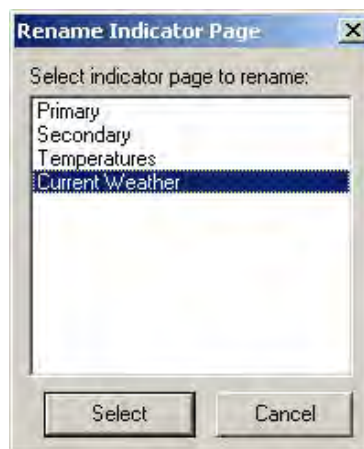 Rename Indicator Page
Select indicator page to rename:
Primary
Secondary
Temperatures
Current Weather
Select Cancel